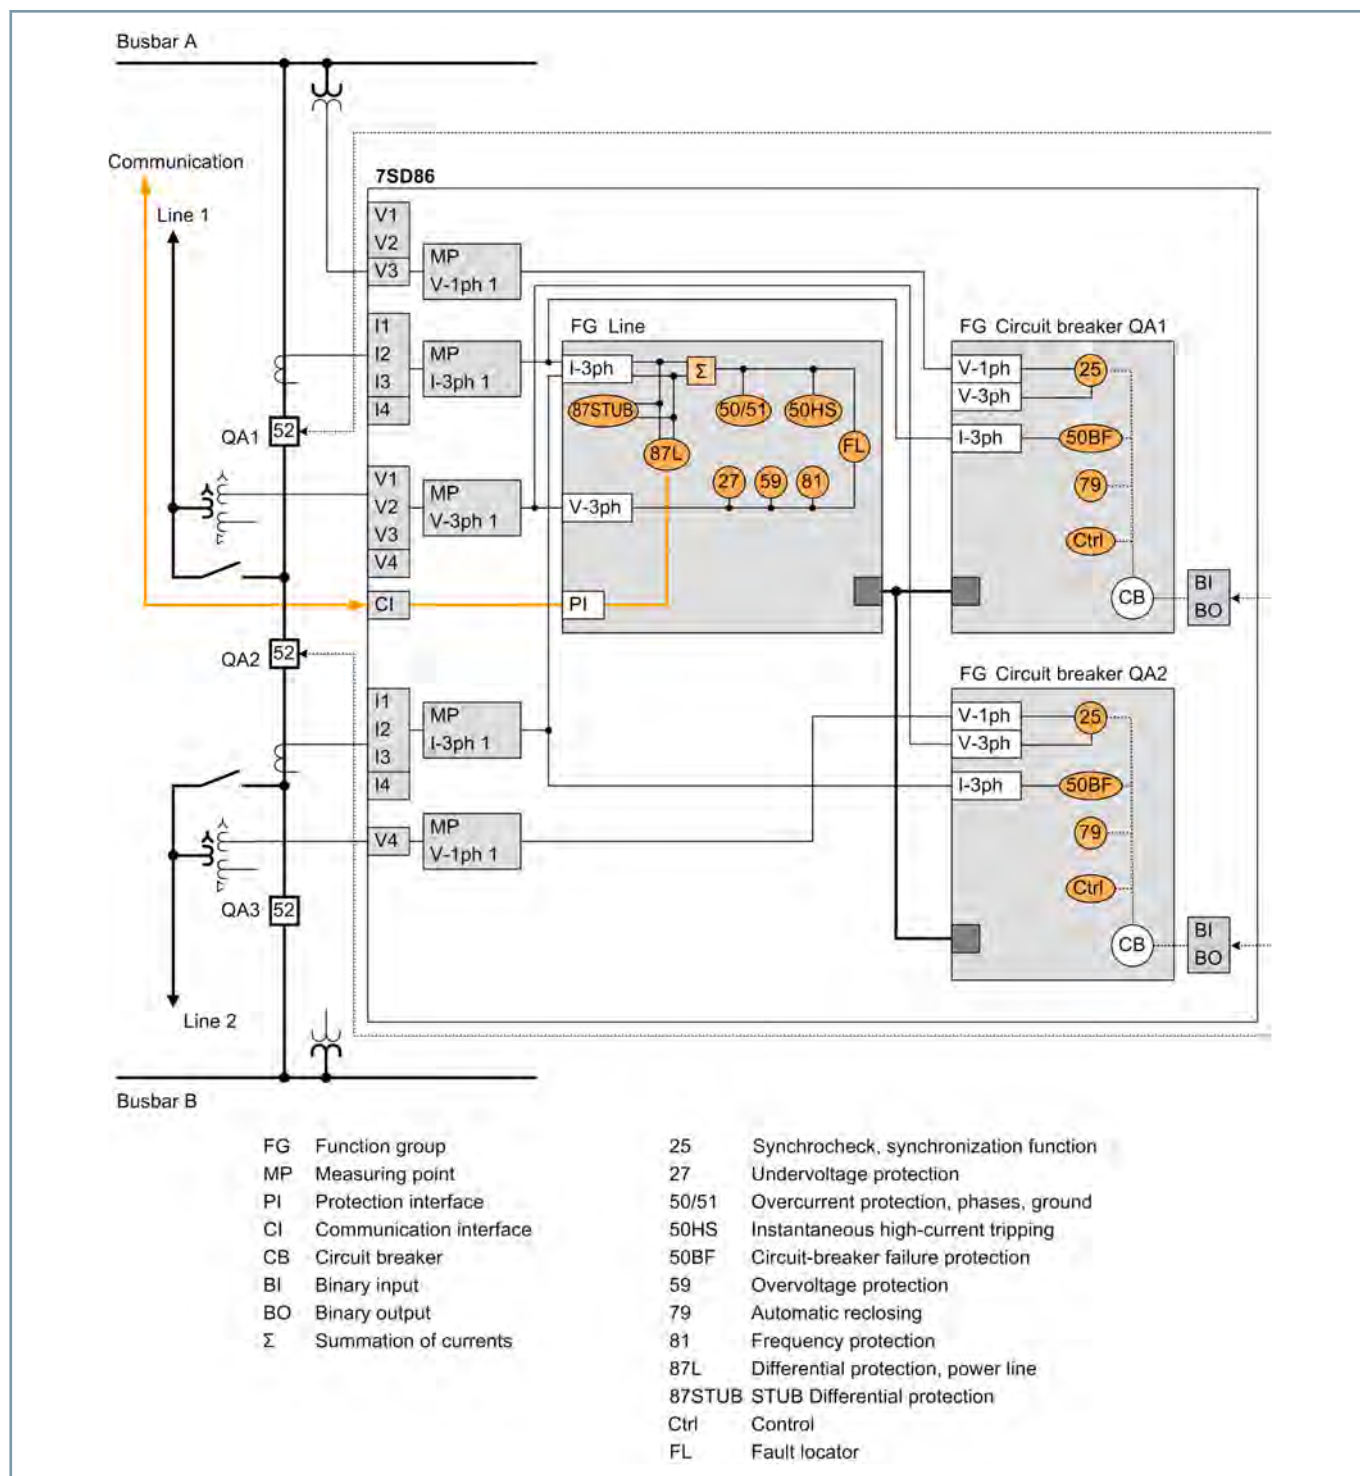 Busbar A
Communication
Line 1
7SD86
V1
V2
V3
MP
V-1ph 1
I1
I2
I3
I4
MP
I-3ph 1
FG Line
I-3ph
Σ
87STUB
50/51
50HS
87L
FL
27
59
81
V-3ph
PI
FG Circuit breaker QA1
V-1ph
V-3ph
I-3ph
25
50BF
79
Ctrl
CB
BI
BO
QA1
52
V1
V2
V3
V4
MP
V-3ph 1
CI
QA2
52
I1
I2
I3
I4
MP
I-3ph 1
V4
MP
V-1ph 1
FG Circuit breaker QA2
V-1ph
V-3ph
I-3ph
25
50BF
79
Ctrl
CB
BI
BO
QA3
52
Line 2
Busbar B
FG Function group
MP Measuring point
PI Protection interface
CI Communication interface
CB Circuit breaker
BI Binary input
BO Binary output
Σ Summation of currents
25 Synchrocheck, synchronization function
27 Undervoltage protection
50/51 Overcurrent protection, phases, ground
50HS Instantaneous high-current tripping
50BF Circuit-breaker failure protection
59 Overvoltage protection
79 Automatic reclosing
81 Frequency protection
87L Differential protection, power line
87STUB STUB Differential protection
Ctrl Control
FL Fault locator